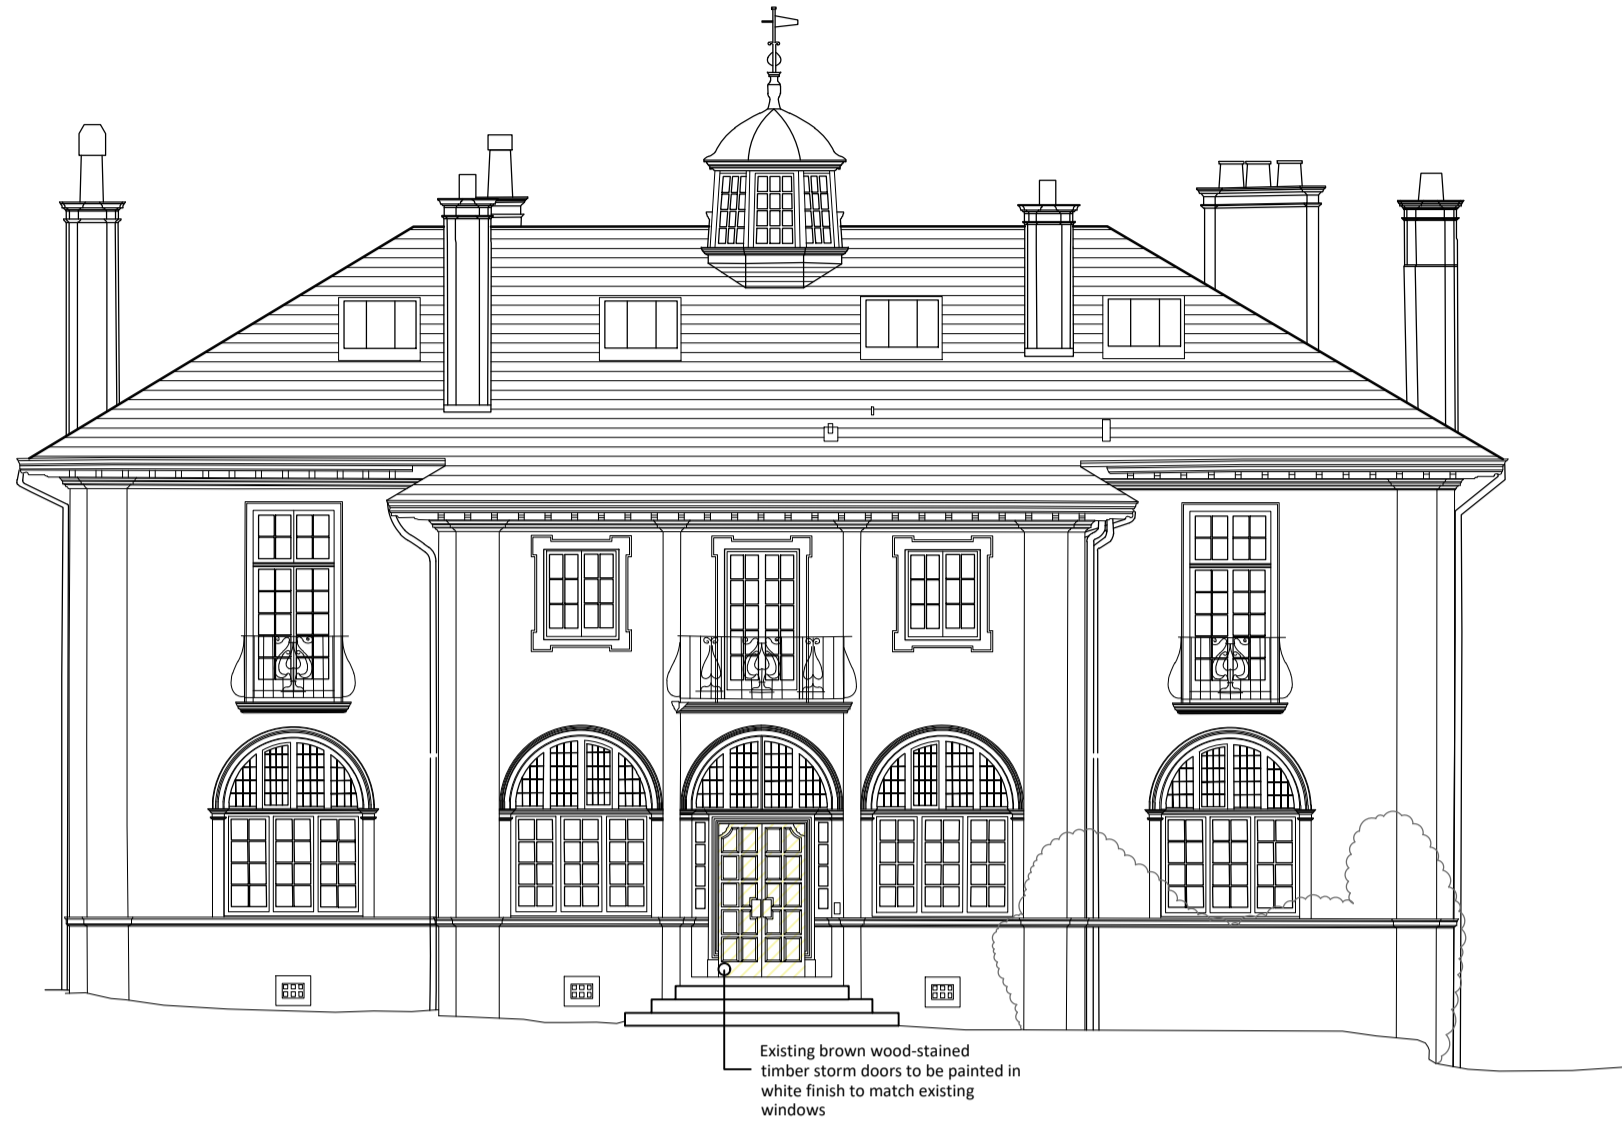 Existing brown wood-stained
timber storm doors to be painted in
white finish to match existing
windows